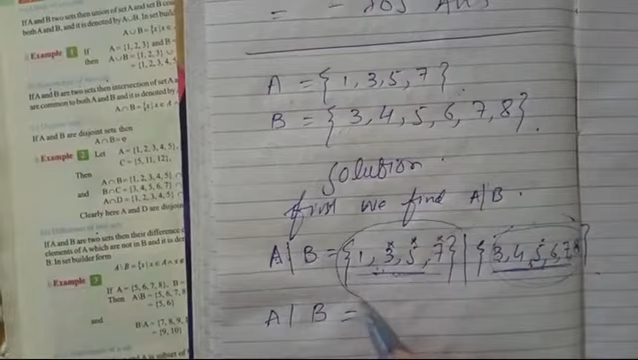 If A and B are two sets then union of set A and set B co
both A and B, and it is denoted by A∪B. In set build
A∪B = {x|x ∈
Example 1 If A = {1, 2, 3} and B =
then A∪B = {1, 2, 3}
= {1, 2, 3, 4, 5
If A and B are two sets then intersection of set A a
are common to both A and B and it is denoted by
A∩B = {x|x ∈ A
If A and B are disjoint sets then
A∩B = φ
Example 2 Let A = {1, 2, 3, 4, 5},
C = {5, 11, 12},
Then A∩B = {1, 2, 3, 4, 5}
and B∩C = {3, 4, 5, 6, 7}
A∩D = {1, 2, 3, 4, 5}
Clearly here A and D are disjoin
If A and B are two sets then their difference
elements of A which are not in B and it is de
B. In set builder form
A\B = {x|x ∈ A
Example If A = {5, 6, 7, 8}, B =
Then A\B = {5, 6, 7, 8
= {5, 6}
and B\A = {7, 8, 9,
= {9, 10}
Ans
A = {1, 3, 5, 7}
B = {3, 4, 5, 6, 7, 8}.
Solution.
first we find A|B.
A|B = {1, 3, 5, 7} | {3, 4, 5, 6, 7, 8}
A | B =